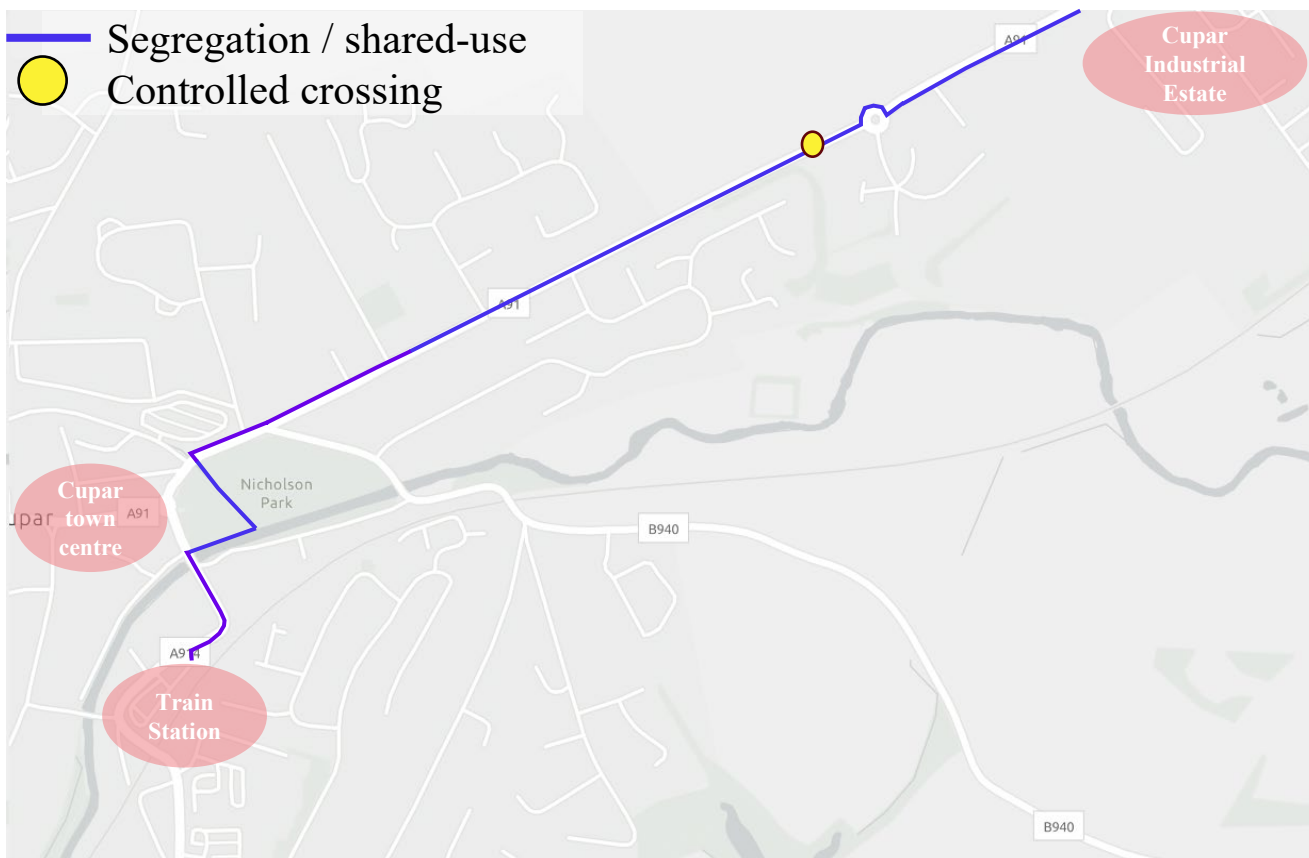 Segregation / shared-use
Controlled crossing
A91
Cupar
Industrial
Estate
A91
Nicholson
Park
Cupar
town
centre
upar
A91
B940
A914
Train
Station
B940